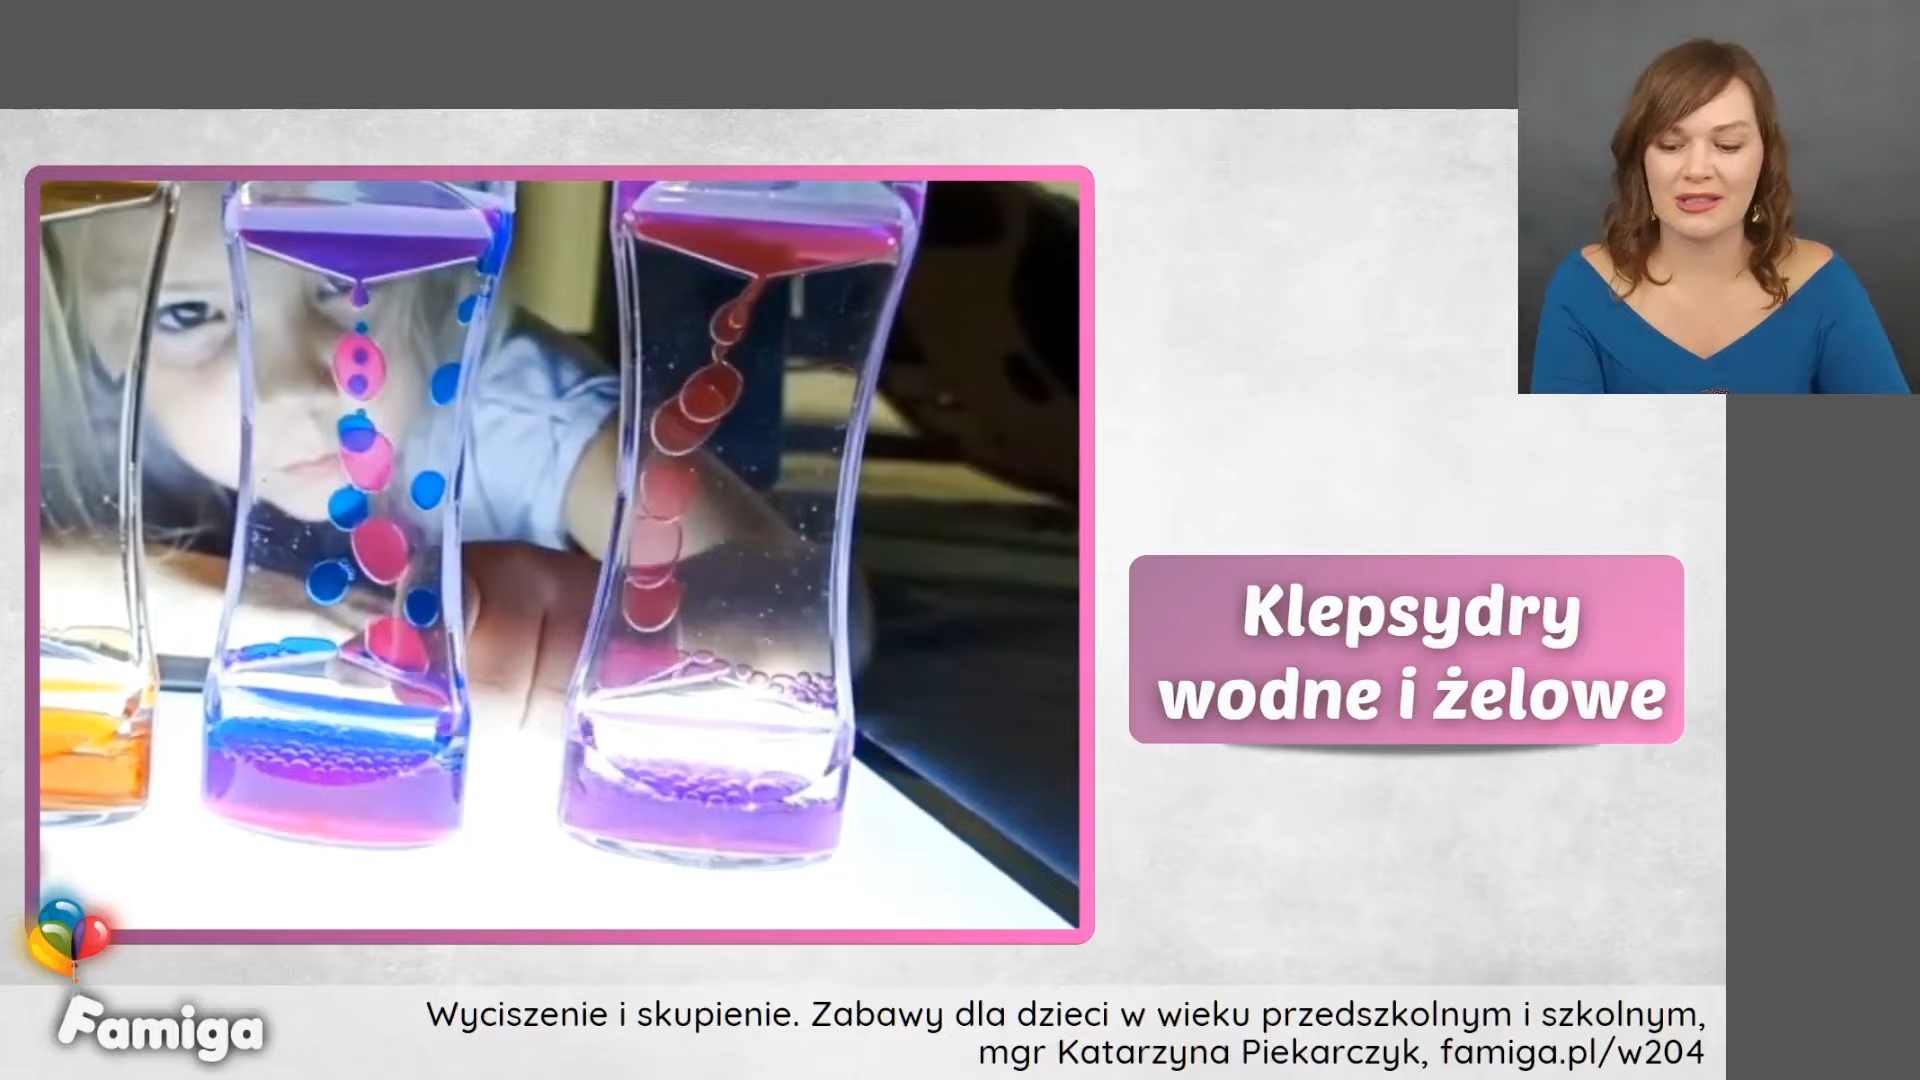 Klepsydry
wodne i żelowe
Famiga
Wyciszenie i skupienie. Zabawy dla dzieci w wieku przedszkolnym i szkolnym,
mgr Katarzyna Piekarczyk, famiga.pl/w204